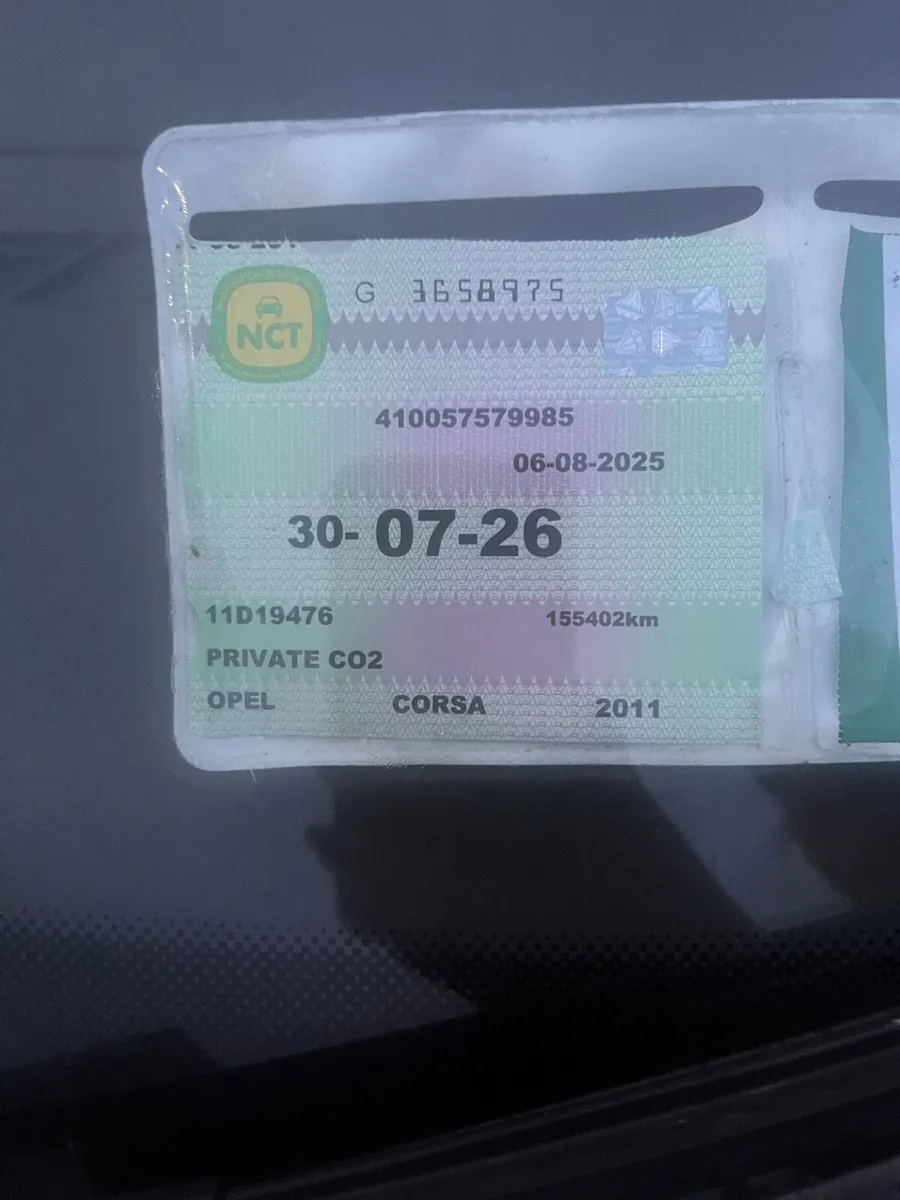 G 3658975
NCT
410057579985
06-08-2025
30-07-26
11D19476 155402km
PRIVATE CO2
OPEL CORSA 2011